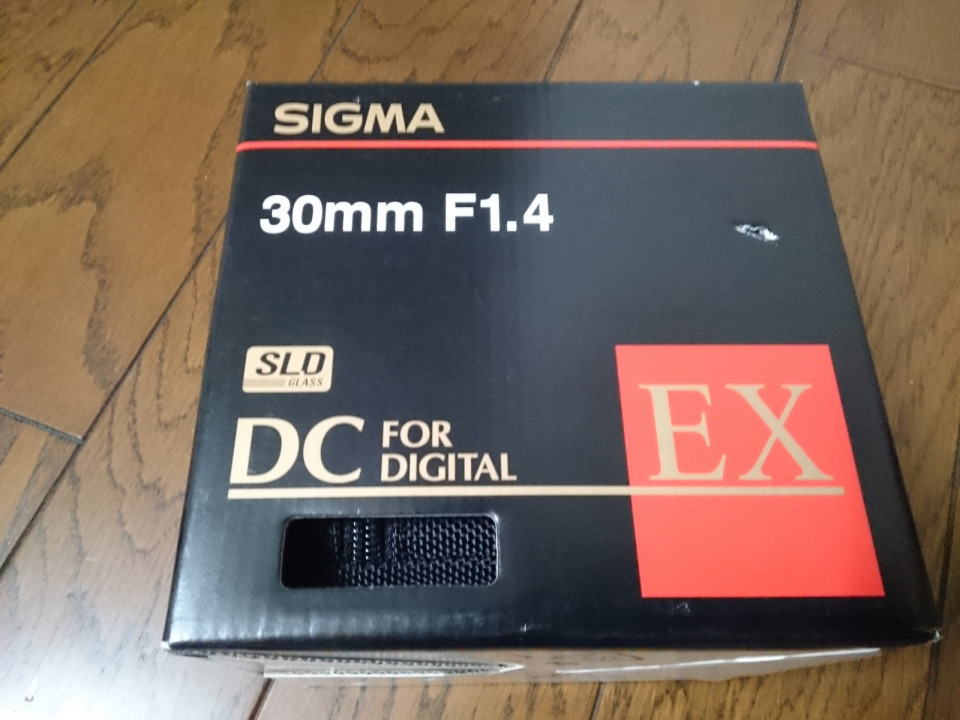 SIGMA
30mm F1.4
SLD
GLASS
DC FOR
DIGITAL
EX